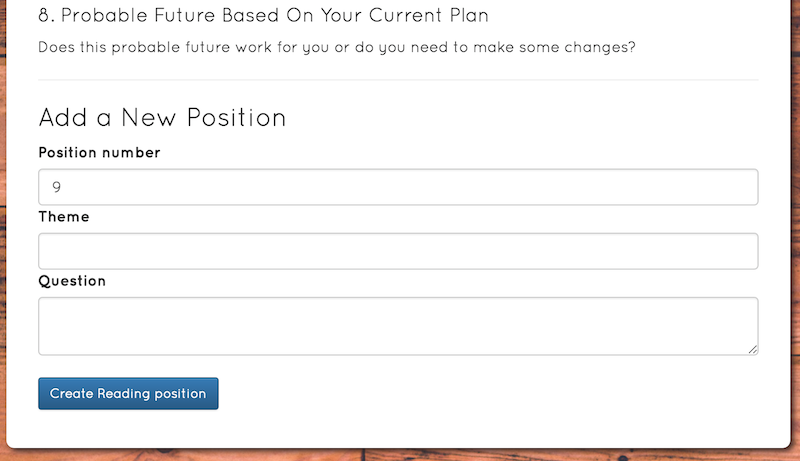 8. Probable Future Based On Your Current Plan
Does this probable future work for you or do you need to make some changes?
Add a New Position
Position number
9
Theme
Question
Create Reading position